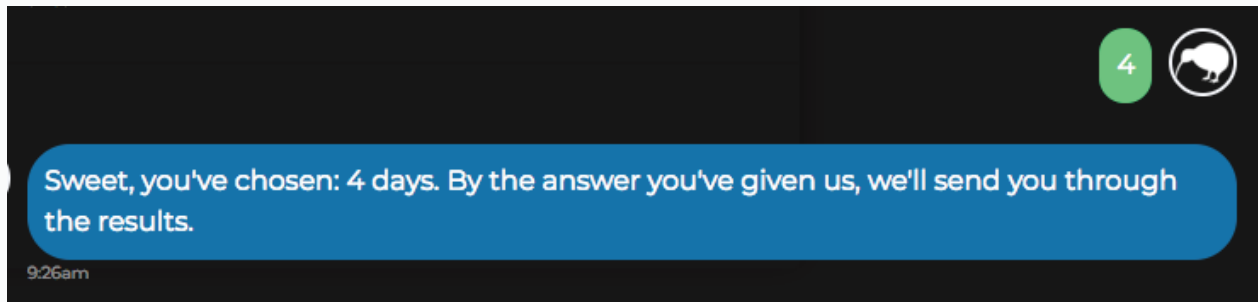 4
Sweet, you've chosen: 4 days. By the answer you've given us, we'll send you through
the results.
9:26am